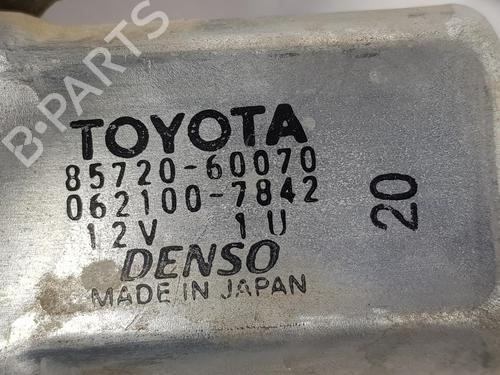 B-PARTS
TOYOTA
85720-60070
062100-7842
12V 1U
DENSO
MADE IN JAPAN
20